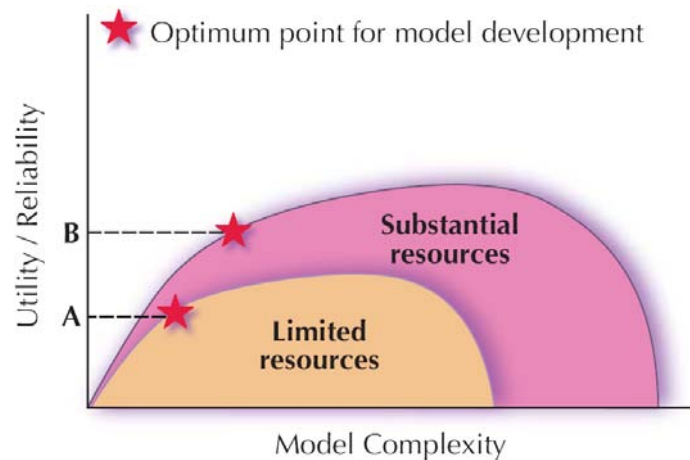 Optimum point for model development
Utility / Reliability
B
A
Substantial
resources
Limited
resources
Model Complexity